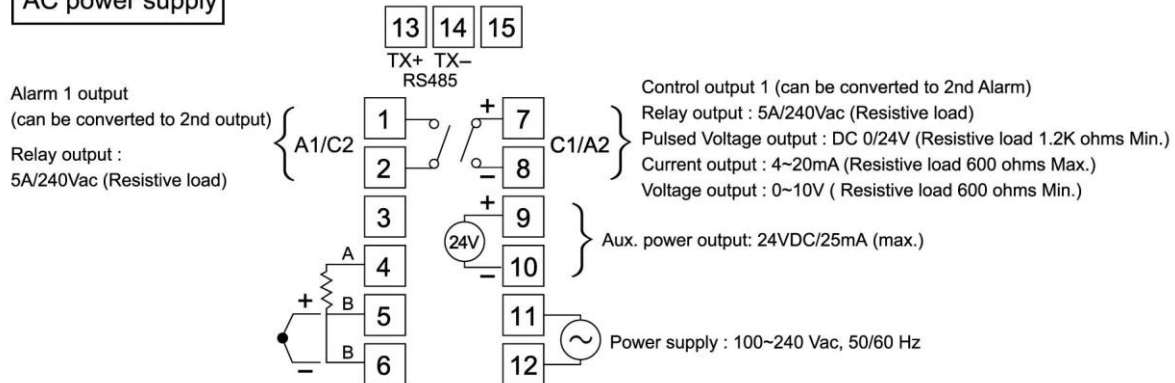 AC power supply
13 14 15
TX+ TX–
RS485
Alarm 1 output
(can be converted to 2nd output)
Relay output :
5A/240Vac (Resistive load)
A1/C2
1
2
3
A 4
+ B 5
– B 6
+ 7
– 8
C1/A2
Control output 1 (can be converted to 2nd Alarm)
Relay output : 5A/240Vac (Resistive load)
Pulsed Voltage output : DC 0/24V (Resistive load 1.2K ohms Min.)
Current output : 4~20mA (Resistive load 600 ohms Max.)
Voltage output : 0~10V ( Resistive load 600 ohms Min.)
+ 9
24V
– 10
Aux. power output: 24VDC/25mA (max.)
11
12
Power supply : 100~240 Vac, 50/60 Hz